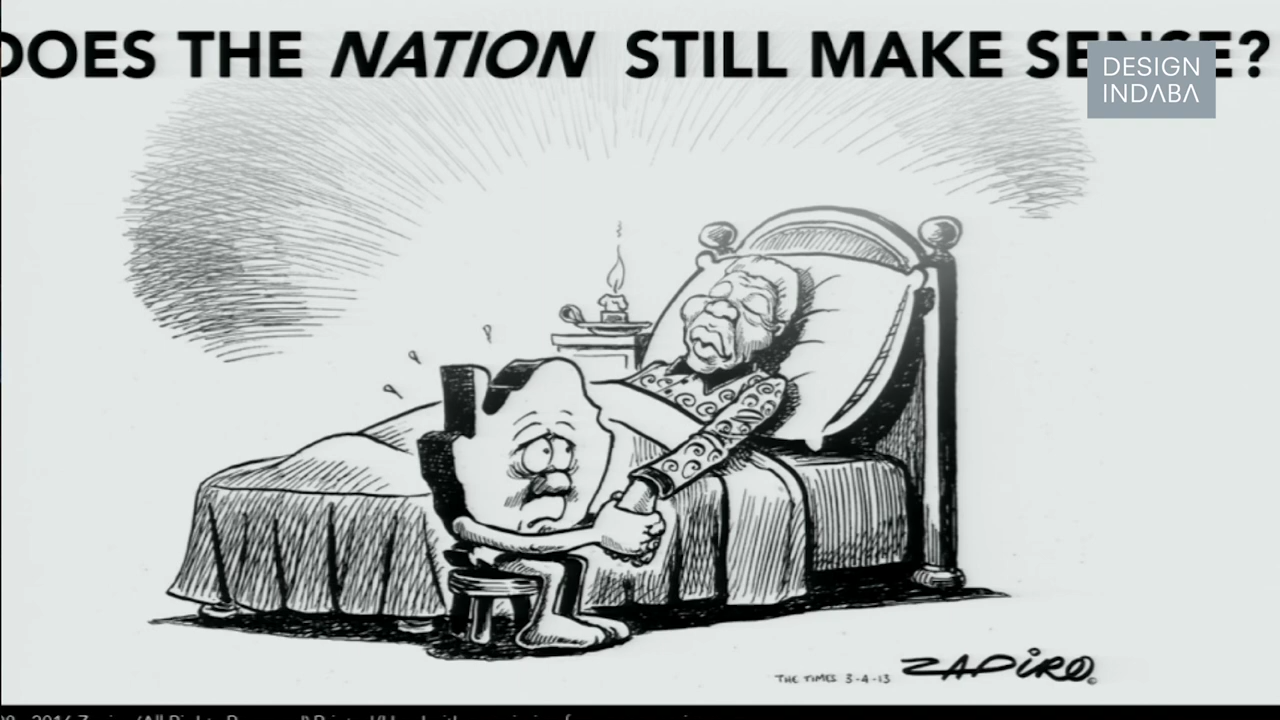 DOES THE NATION STILL MAKE SENSE?
DESIGN
INDABA
THE TIMES 3-4-13
ZAPIRO